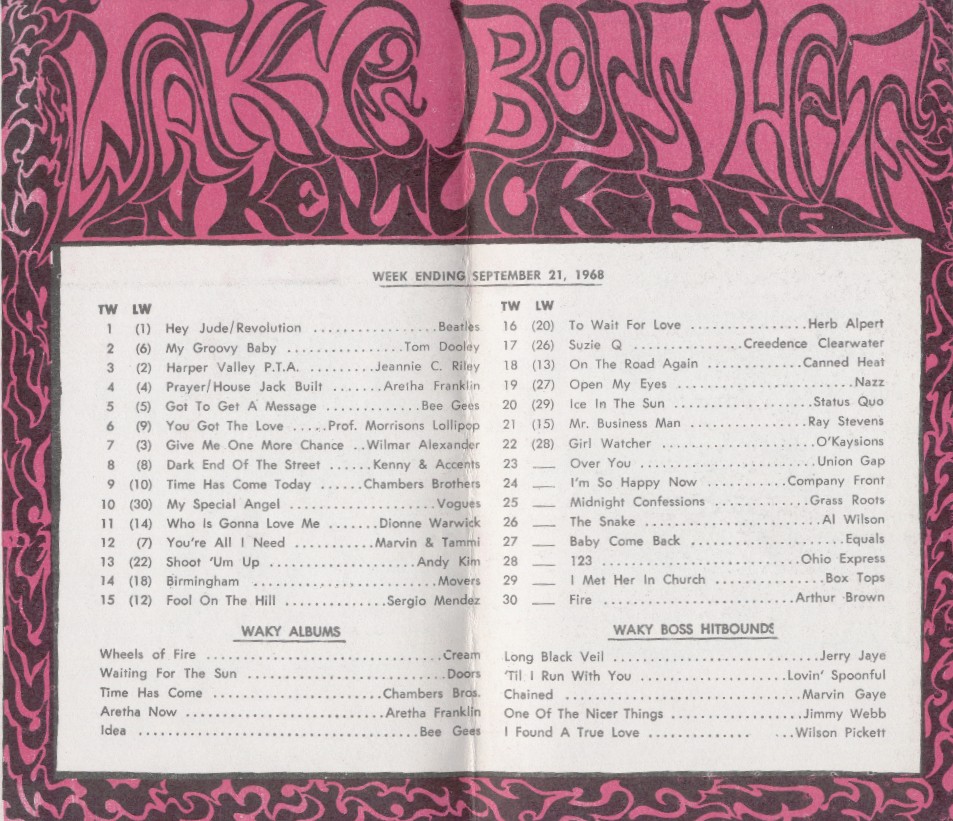 WAKY'S BOSS HITS
IN KENTUCKIANA
WEEK ENDING SEPTEMBER 21, 1968
TW LW
1 (1) Hey Jude/Revolution ................Beatles
2 (6) My Groovy Baby ................Tom Dooley
3 (2) Harper Valley P.T.A. ..........Jeannie C. Riley
4 (4) Prayer/House Jack Built .......Aretha Franklin
5 (5) Got To Get A Message .............Bee Gees
6 (9) You Got The Love .....Prof. Morrisons Lollipop
7 (3) Give Me One More Chance ..Wilmar Alexander
8 (8) Dark End Of The Street ......Kenny & Accents
9 (10) Time Has Come Today ......Chambers Brothers
10 (30) My Special Angel ....................Vogues
11 (14) Who Is Gonna Love Me .......Dionne Warwick
12 (7) You're All I Need ...........Marvin & Tammi
13 (22) Shoot 'Um Up ....................Andy Kim
14 (18) Birmingham .........................Movers
15 (12) Fool On The Hill ..............Sergio Mendez
TW LW
16 (20) To Wait For Love ................Herb Alpert
17 (26) Suzie Q ...............Creedence Clearwater
18 (13) On The Road Again ..............Canned Heat
19 (27) Open My Eyes ........................Nazz
20 (29) Ice In The Sun ...................Status Quo
21 (15) Mr. Business Man .................Ray Stevens
22 (28) Girl Watcher .....................O'Kaysions
23 __ Over You ........................Union Gap
24 __ I'm So Happy Now ...........Company Front
25 __ Midnight Confessions ..............Grass Roots
26 __ The Snake ........................Al Wilson
27 __ Baby Come Back ......................Equals
28 __ 123 ...........................Ohio Express
29 __ I Met Her In Church ...............Box Tops
30 __ Fire ..........................Arthur Brown
WAKY ALBUMS
Wheels of Fire ................................Cream
Waiting For The Sun ...........................Doors
Time Has Come .......................Chambers Bros.
Aretha Now ..........................Aretha Franklin
Idea ......................................Bee Gees
WAKY BOSS HITBOUNDS
Long Black Veil ............................Jerry Jaye
'Til I Run With You ....................Lovin' Spoonful
Chained ................................Marvin Gaye
One Of The Nicer Things ..................Jimmy Webb
I Found A True Love .............. ...Wilson Pickett